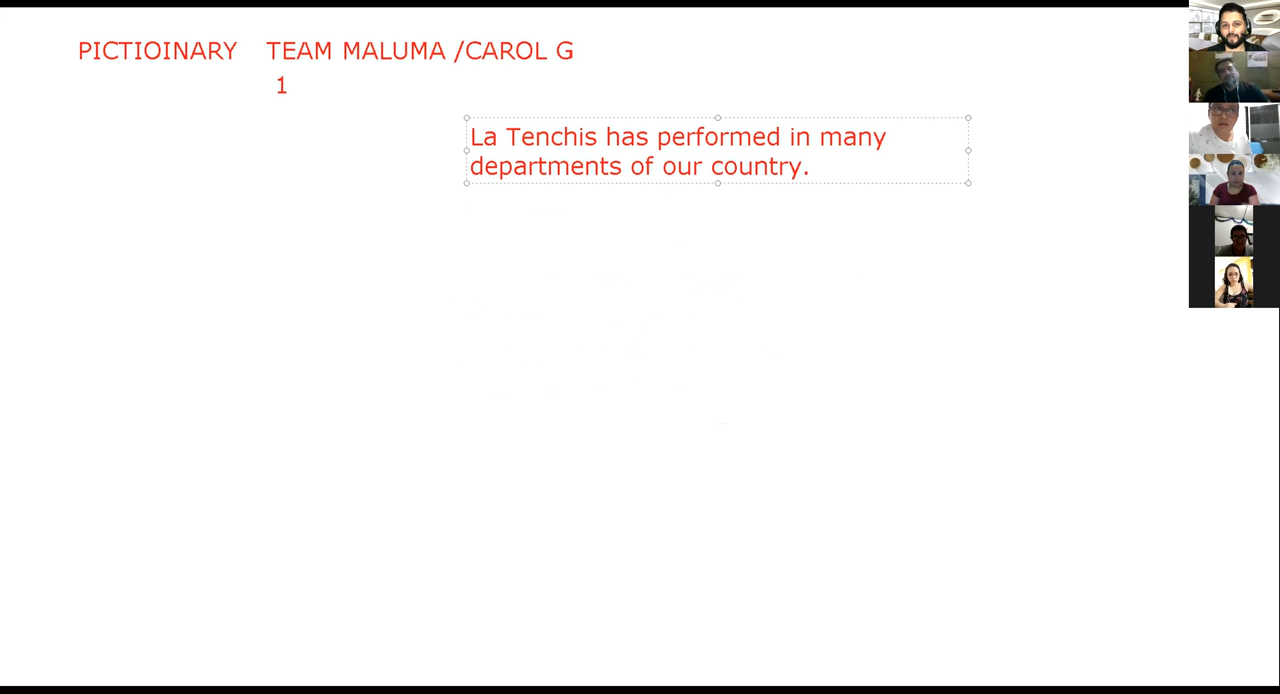 PICTIOINARY TEAM MALUMA /CAROL G
1
La Tenchis has performed in many
departments of our country.